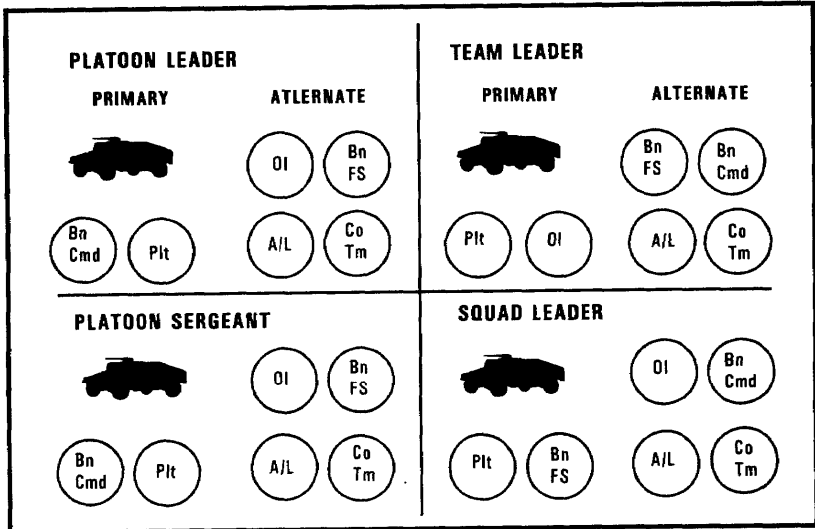 PLATOON LEADER
PRIMARY ATLERNATE
OI
Bn
FS
Bn
Cmd
Plt
A/L
Co
Tm
TEAM LEADER
PRIMARY ALTERNATE
Bn
FS
Bn
Cmd
Plt
OI
A/L
Co
Tm
PLATOON SERGEANT
OI
Bn
FS
Bn
Cmd
Plt
A/L
Co
Tm
SQUAD LEADER
OI
Bn
Cmd
Plt
Bn
FS
A/L
Co
Tm